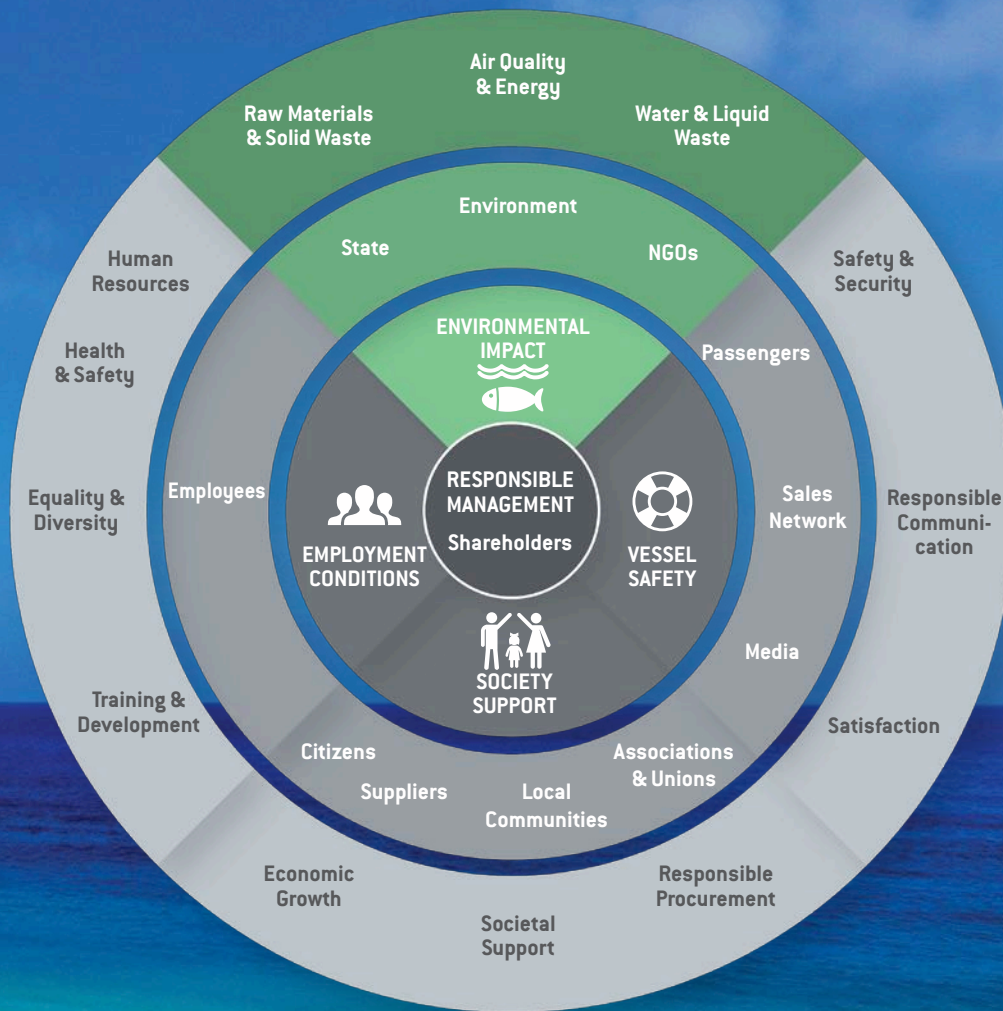 Air Quality
& Energy
Raw Materials
& Solid Waste
Water & Liquid
Waste
Environment
State
NGOs
Human
Resources
Safety &
Security
ENVIRONMENTAL
IMPACT
Health
& Safety
Passengers
Employees
RESPONSIBLE
MANAGEMENT
Shareholders
Equality &
Diversity
Sales
Network
Responsible
Communi-
cation
EMPLOYMENT
CONDITIONS
VESSEL
SAFETY
Media
SOCIETY
SUPPORT
Training &
Development
Satisfaction
Citizens
Suppliers
Local
Communities
Associations
& Unions
Economic
Growth
Societal
Support
Responsible
Procurement